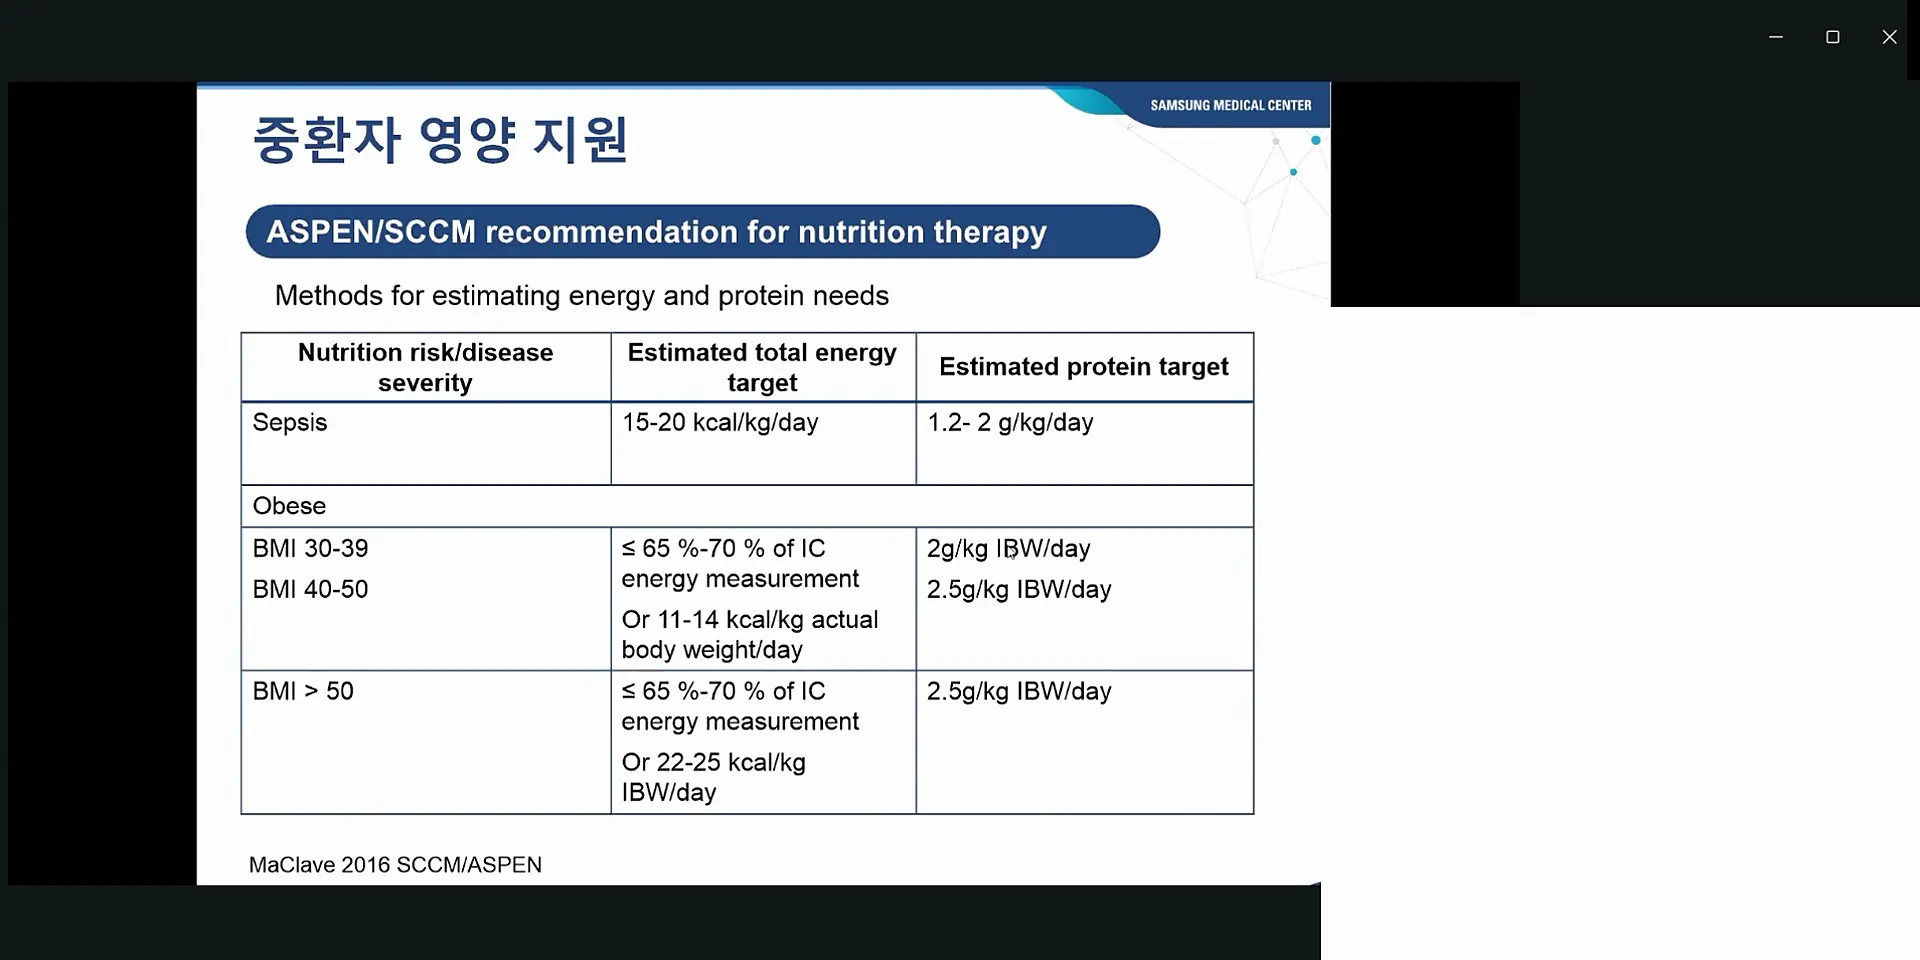 SAMSUNG MEDICAL CENTER
중환자 영양 지원
ASPEN/SCCM recommendation for nutrition therapy
Methods for estimating energy and protein needs
Nutrition risk/disease severity
Estimated total energy target
Estimated protein target
Sepsis
15-20 kcal/kg/day
1.2- 2 g/kg/day
Obese
BMI 30-39
BMI 40-50
≤ 65 %-70 % of IC
energy measurement
Or 11-14 kcal/kg actual
body weight/day
2g/kg IBW/day
2.5g/kg IBW/day
BMI > 50
≤ 65 %-70 % of IC
energy measurement
Or 22-25 kcal/kg
IBW/day
2.5g/kg IBW/day
MaClave 2016 SCCM/ASPEN